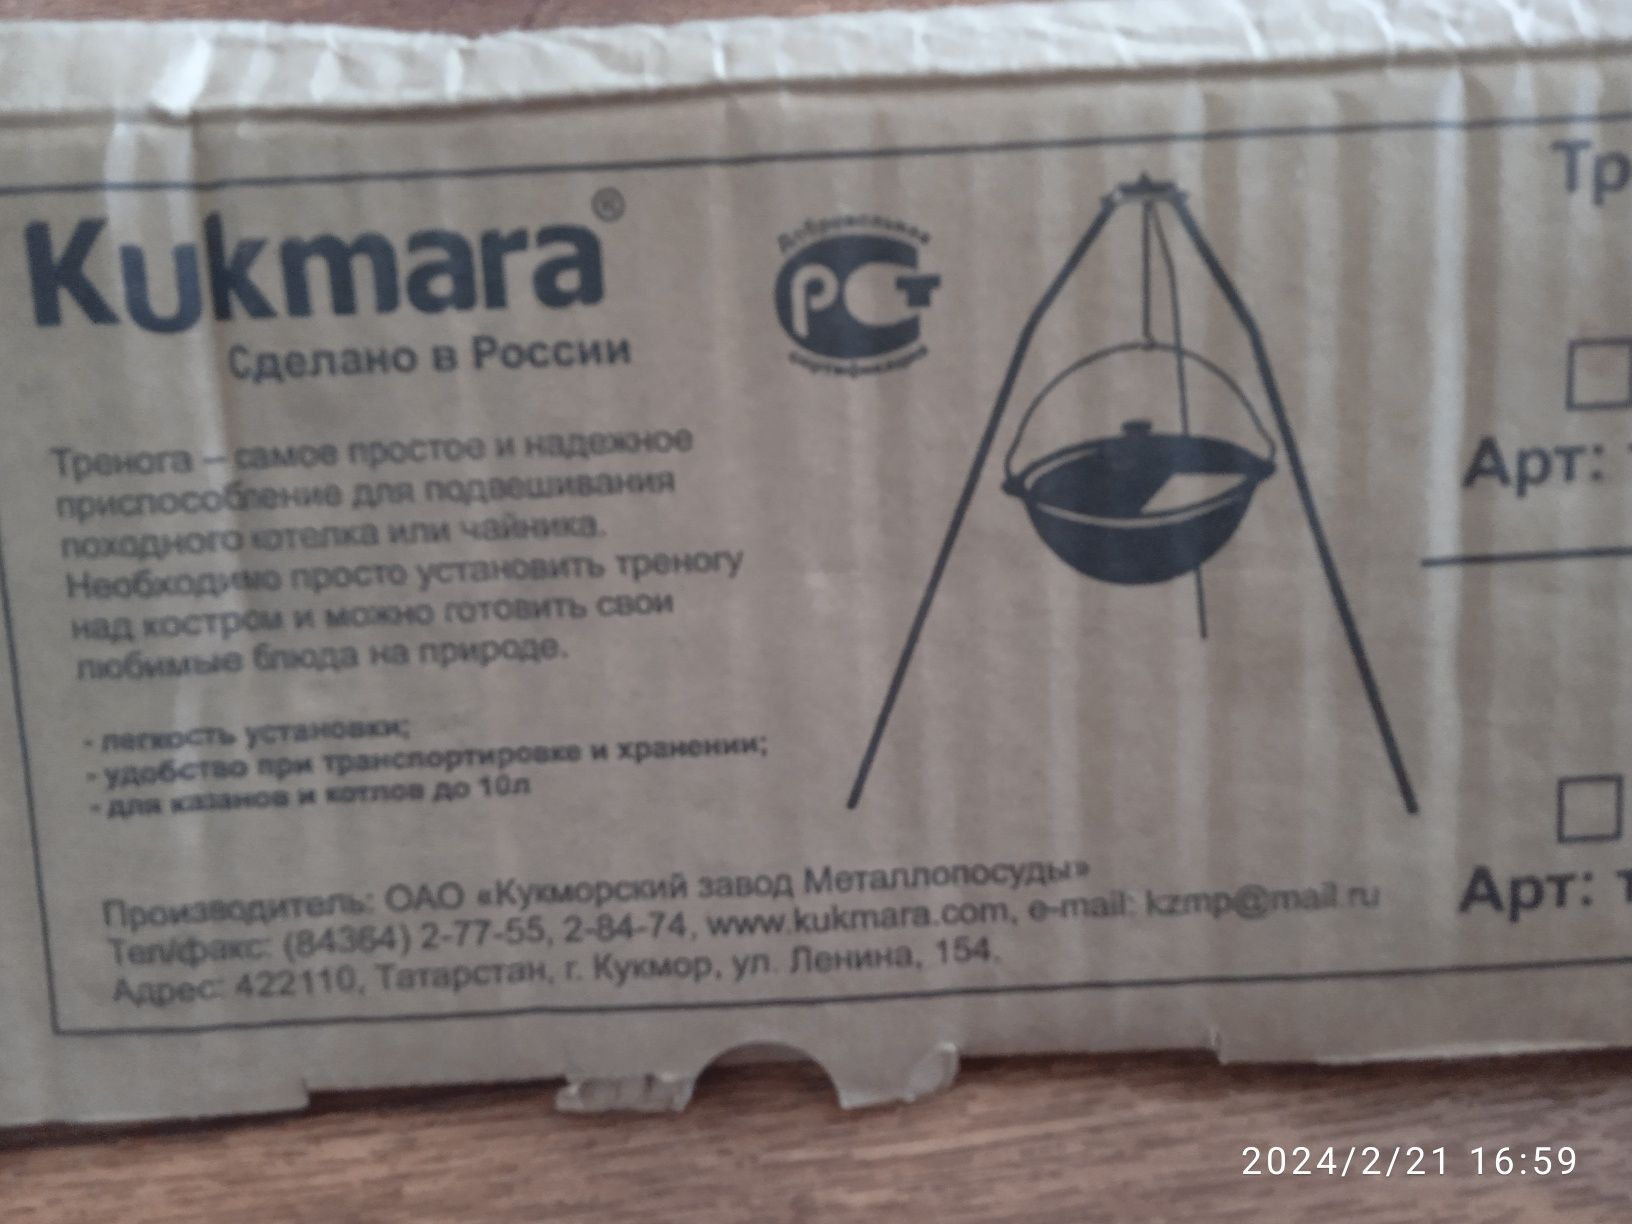 Kukmara®
Сделано в России
Добровольная
РСТ
сертификация
Тренога – самое простое и надежное
приспособление для подвешивания
походного котелка или чайника.
Необходимо просто установить треногу
над костром и можно готовить свои
любимые блюда на природе.
- легкость установки;
- удобство при транспортировке и хранении;
- для казанов и котлов до 10л
Производитель: ОАО «Кукморский завод Металлопосуды»
Тел/факс: (84364) 2-77-55, 2-84-74, www.kukmara.com, e-mail: kzmp@mail.ru
Адрес: 422110, Татарстан, г. Кукмор, ул. Ленина, 154.
Тр
Арт:
Арт:
2024/2/21 16:59